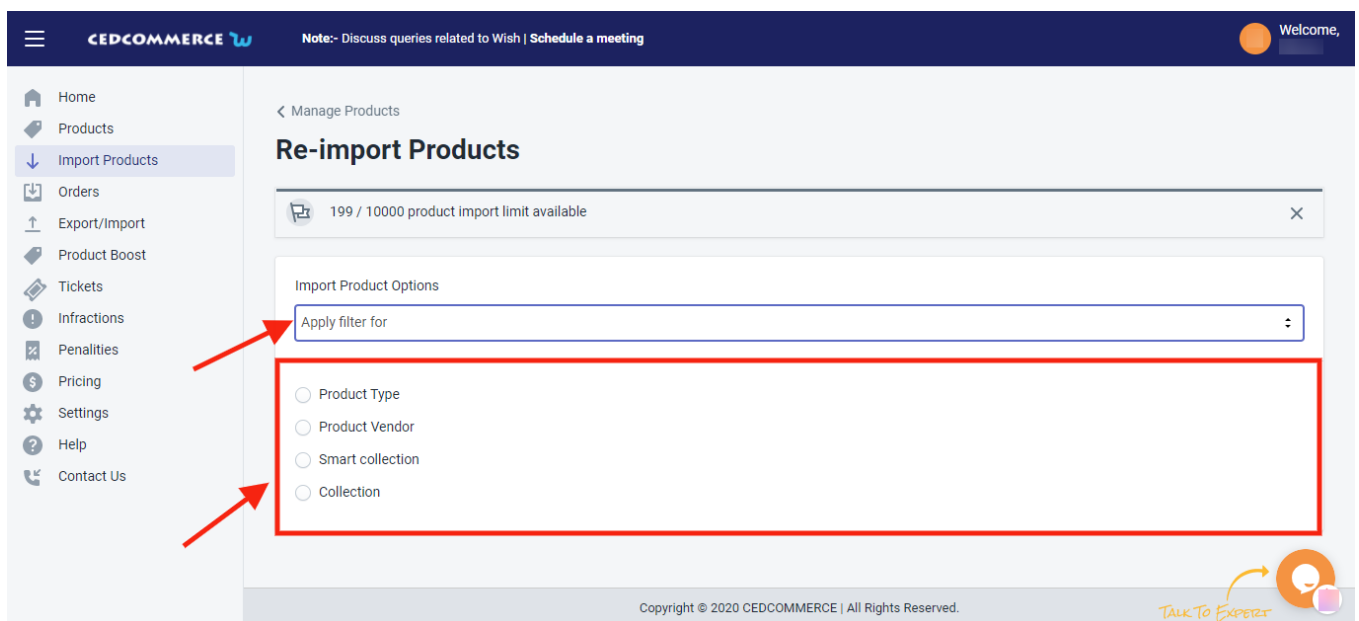 CEDCOMMERCE
Note:- Discuss queries related to Wish | Schedule a meeting
Welcome,
Home
Products
Import Products
Orders
Export/Import
Product Boost
Tickets
Infractions
Penalities
Pricing
Settings
Help
Contact Us
Manage Products
Re-import Products
199 / 10000 product import limit available
Import Product Options
Apply filter for
Product Type
Product Vendor
Smart collection
Collection
Copyright © 2020 CEDCOMMERCE | All Rights Reserved.
TALK TO EXPERT